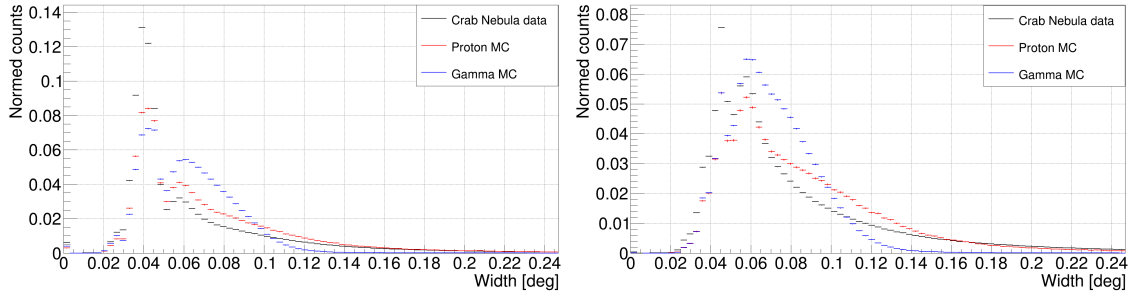 Normed counts
0.14
0.12
0.1
0.08
0.06
0.04
0.02
0
Crab Nebula data
Proton MC
Gamma MC
0 0.02 0.04 0.06 0.08 0.1 0.12 0.14 0.16 0.18 0.2 0.22 0.24
Width [deg]
Normed counts
0.08
0.07
0.06
0.05
0.04
0.03
0.02
0.01
0
Crab Nebula data
Proton MC
Gamma MC
0 0.02 0.04 0.06 0.08 0.1 0.12 0.14 0.16 0.18 0.2 0.22 0.24
Width [deg]